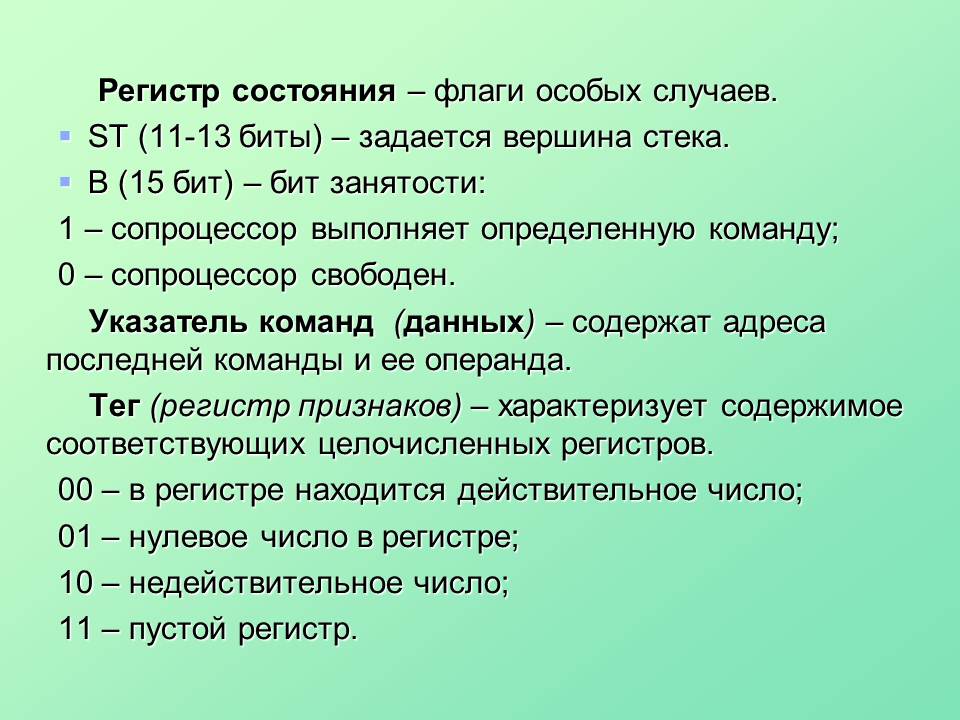 Регистр состояния – флаги особых случаев.
ST (11-13 биты) – задается вершина стека.
B (15 бит) – бит занятости:
1 – сопроцессор выполняет определенную команду;
0 – сопроцессор свободен.
Указатель команд (данных) – содержат адреса
последней команды и ее операнда.
Тег (регистр признаков) – характеризует содержимое
соответствующих целочисленных регистров.
00 – в регистре находится действительное число;
01 – нулевое число в регистре;
10 – недействительное число;
11 – пустой регистр.